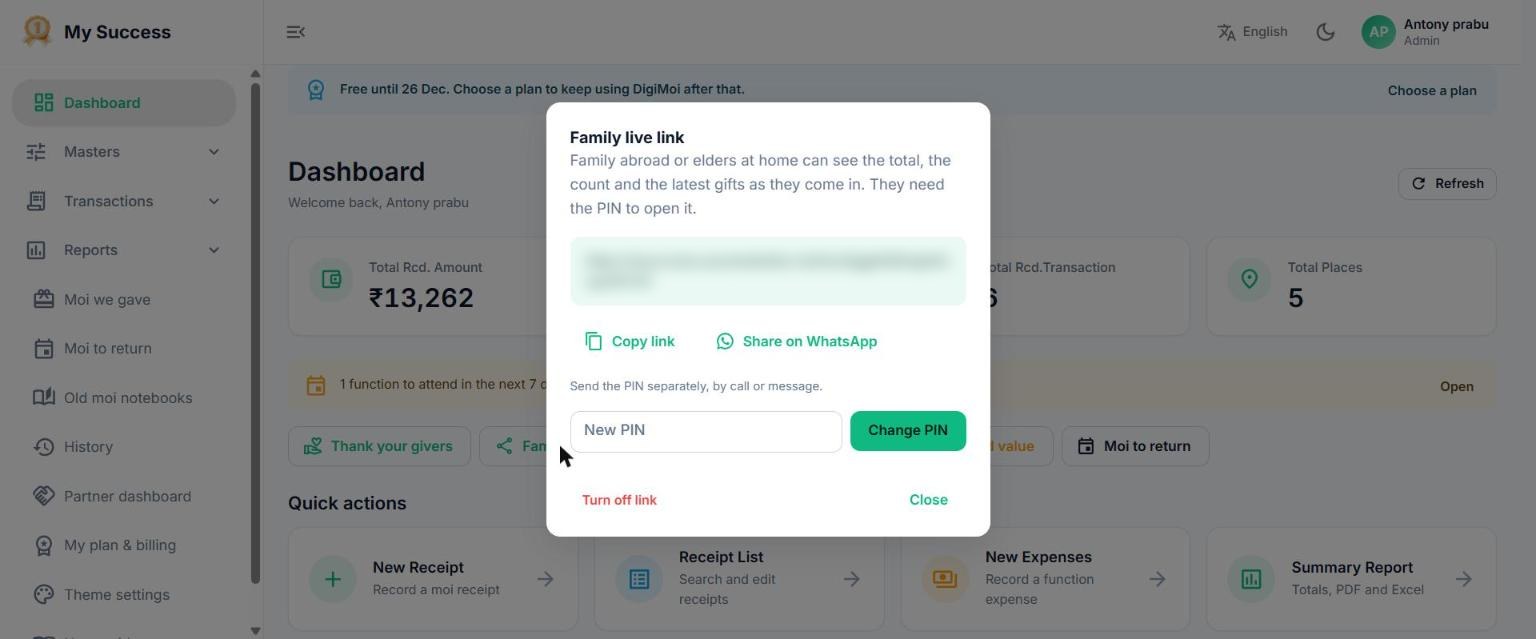 My Success
English
Antony prabu
Admin
Dashboard
Masters
Transactions
Reports
Moi we gave
Moi to return
Old moi notebooks
History
Partner dashboard
My plan & billing
Theme settings
Free until 26 Dec. Choose a plan to keep using DigiMoi after that.
Choose a plan
Dashboard
Welcome back, Antony prabu
Refresh
Total Rcd. Amount
₹13,262
Rcd.Transaction
Total Places
5
1 function to attend in the next 7
Open
Thank your givers
value
Moi to return
Quick actions
New Receipt
Record a moi receipt
Receipt List
Search and edit
receipts
New Expenses
Record a function
expense
Summary Report
Totals, PDF and Excel
Family live link
Family abroad or elders at home can see the total, the
count and the latest gifts as they come in. They need
the PIN to open it.
Copy link
Share on WhatsApp
Send the PIN separately, by call or message.
New PIN
Change PIN
Turn off link
Close